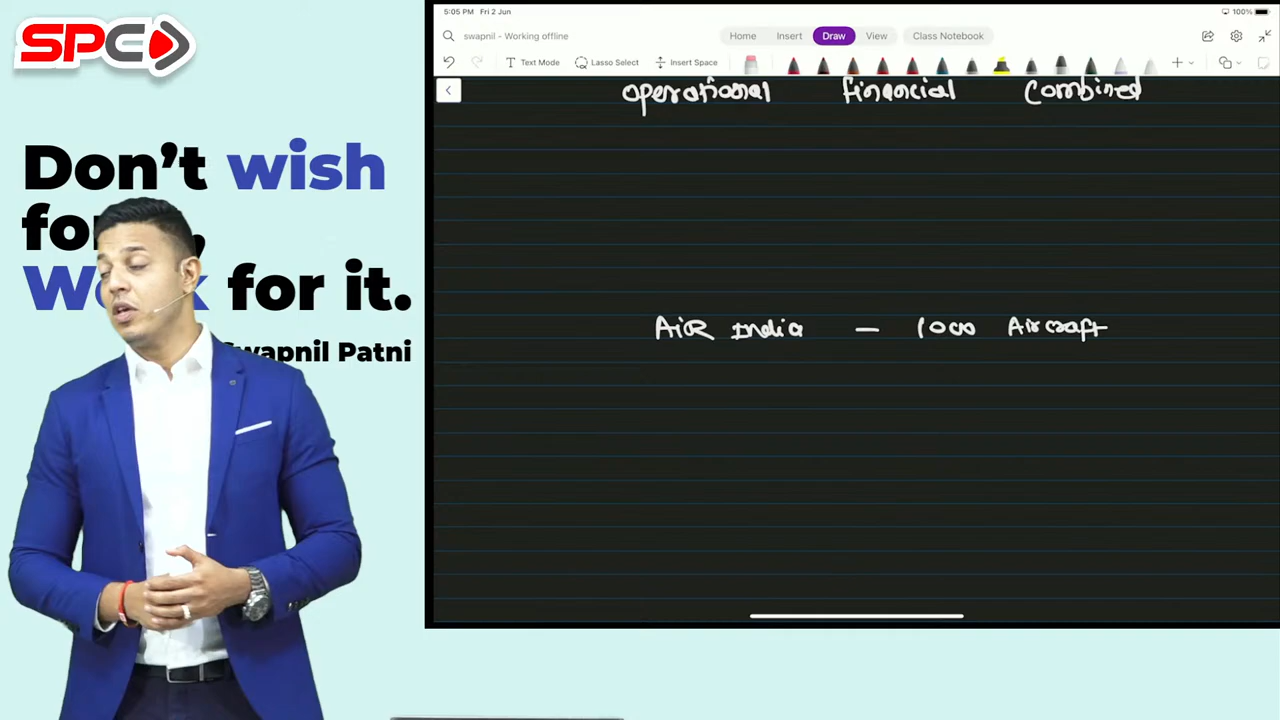 SPC
Don't wish
for,
W k for it.
Swapnil Patni
5:05 PM Fri 2 Jun
100%
swapnil - Working offline
Home Insert Draw View Class Notebook
Text Mode Lasso Select Insert Space
operational financial combined
AiR India — 1000 Aircraft